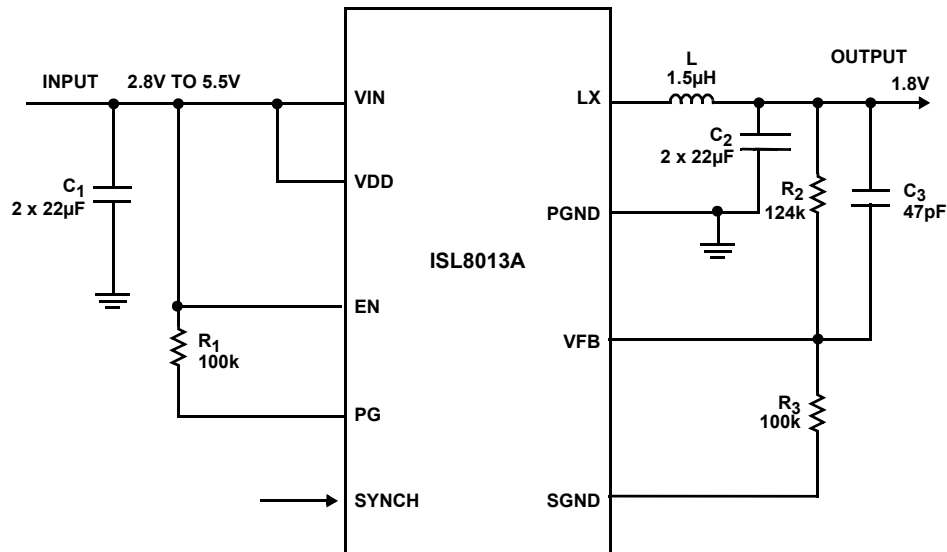 INPUT 2.8V TO 5.5V
VIN
VDD
C1
2 x 22µF
EN
R1
100k
PG
SYNCH
ISL8013A
LX
L
1.5µH
OUTPUT
1.8V
C2
2 x 22µF
R2
124k
C3
47pF
PGND
VFB
R3
100k
SGND